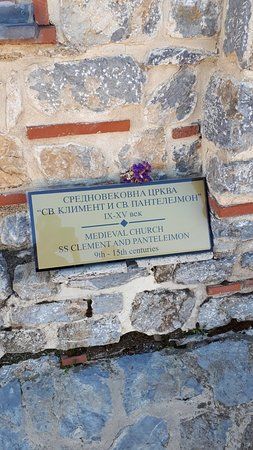 СРЕДНОВЕКОВНА ЦРКВА
"СВ. КЛИМЕНТ И СВ. ПАНТЕЛЕЈМОН"
IX-XV век
MEDIEVAL CHURCH
SS CLEMENT AND PANTELEIMON
9th - 15th centuries